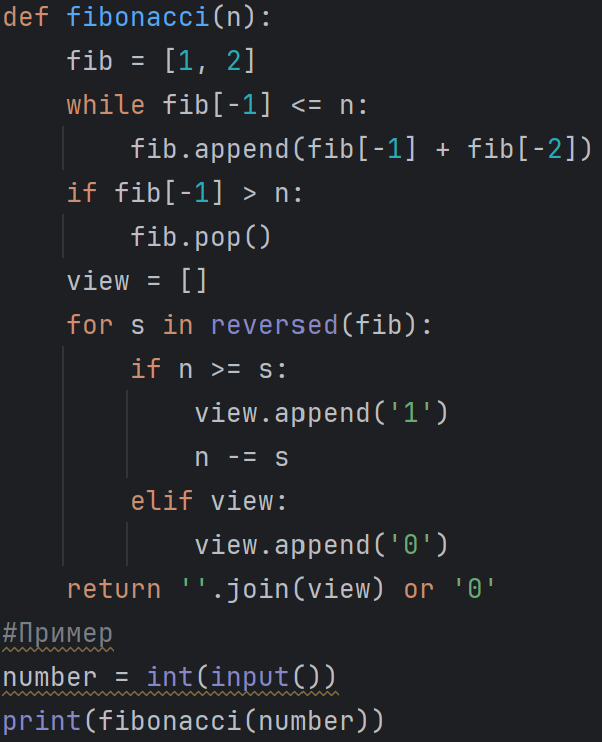 def fibonacci(n):
    fib = [1, 2]
    while fib[-1] <= n:
        fib.append(fib[-1] + fib[-2])
    if fib[-1] > n:
        fib.pop()
    view = []
    for s in reversed(fib):
        if n >= s:
            view.append('1')
            n -= s
        elif view:
            view.append('0')
    return ''.join(view) or '0'
#Пример
number = int(input())
print(fibonacci(number))